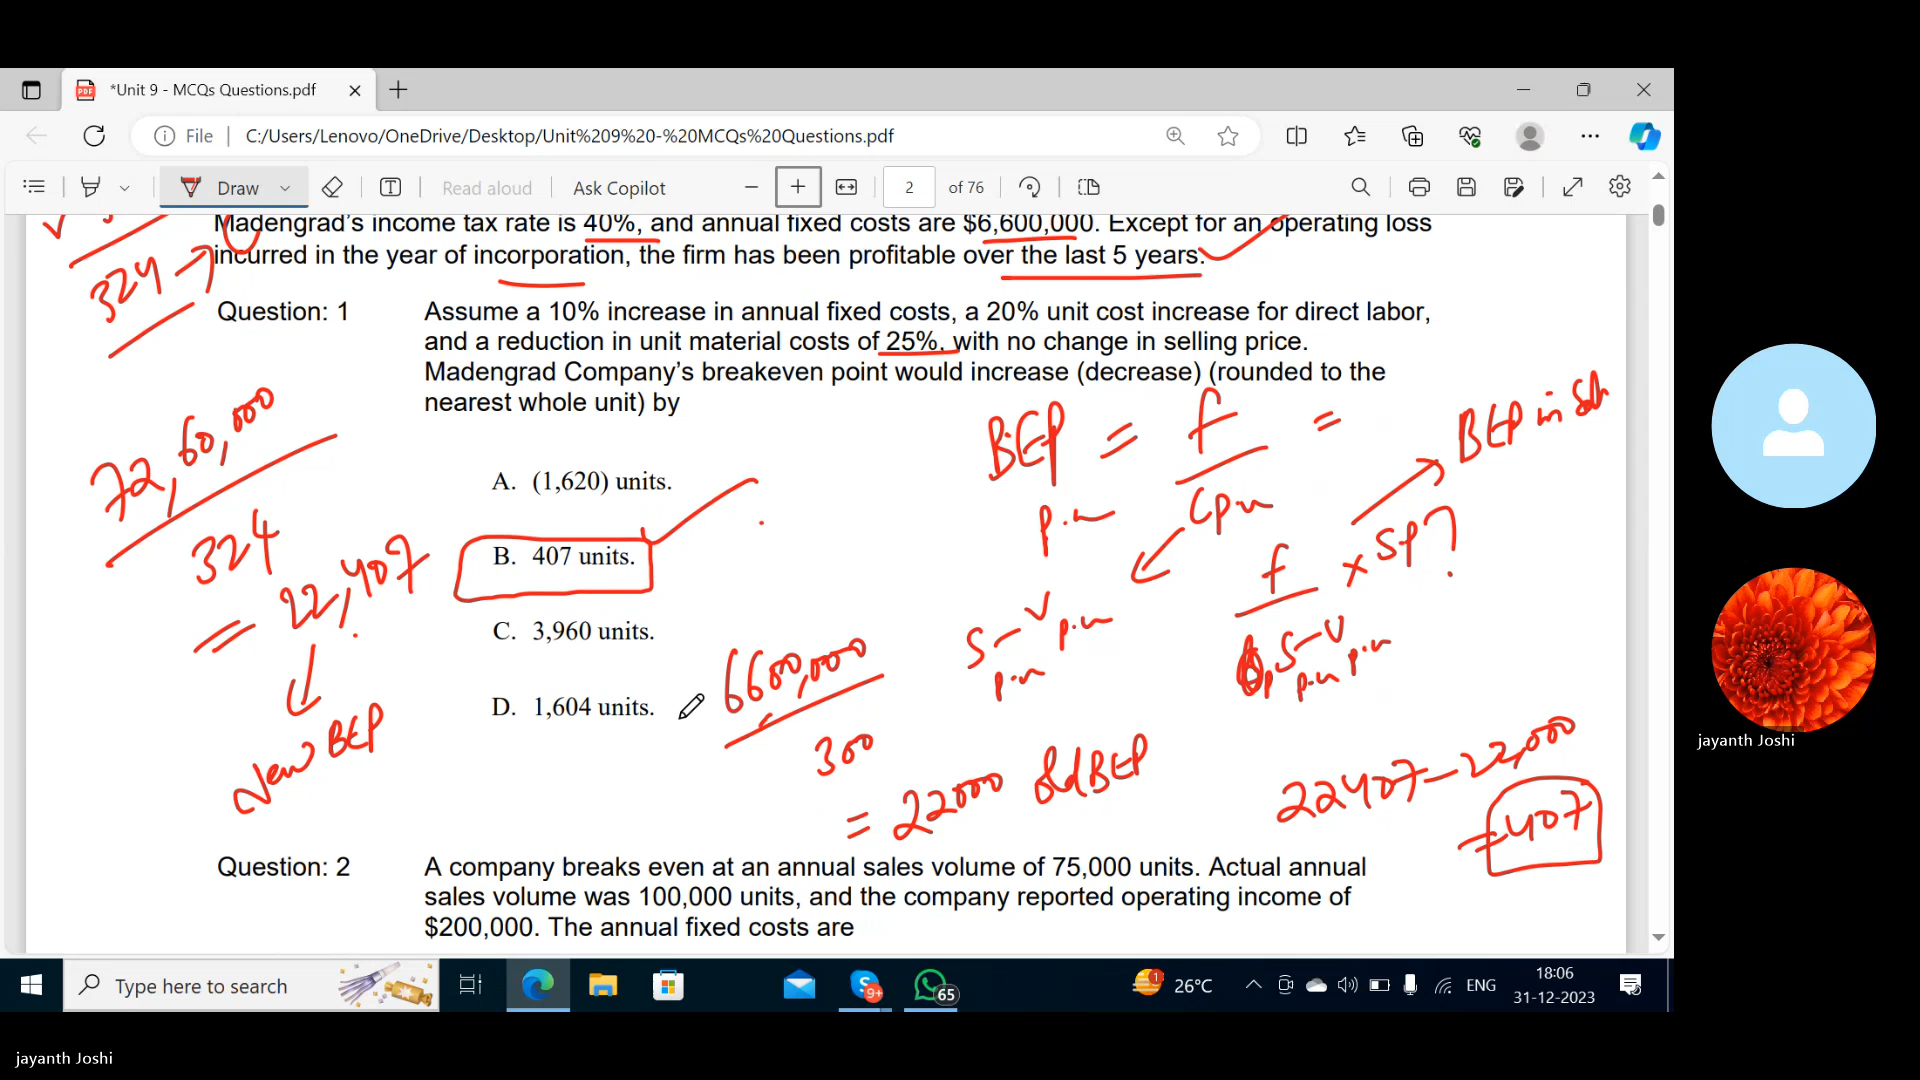 *Unit 9 - MCQs Questions.pdf
File C:/Users/Lenovo/OneDrive/Desktop/Unit%209%20-%20MCQs%20Questions.pdf
Draw Read aloud Ask Copilot 2 of 76
Madengrad's income tax rate is 40%, and annual fixed costs are $6,600,000. Except for an operating loss
incurred in the year of incorporation, the firm has been profitable over the last 5 years.
324
Question: 1 Assume a 10% increase in annual fixed costs, a 20% unit cost increase for direct labor,
and a reduction in unit material costs of 25%, with no change in selling price.
Madengrad Company's breakeven point would increase (decrease) (rounded to the
nearest whole unit) by
72,60,000
324
= 22,407
New BEP
A. (1,620) units.
B. 407 units.
C. 3,960 units.
D. 1,604 units.
BEP p.u = f =
Cpu
S - V
p.u p.u
BEP in
f × SP?
S - V
p.u p.u
6600,000
300
= 22000 old BEP
22407 - 22,000
= 407
Question: 2 A company breaks even at an annual sales volume of 75,000 units. Actual annual
sales volume was 100,000 units, and the company reported operating income of
$200,000. The annual fixed costs are
jayanth Joshi
Type here to search
9+
65
1
26°C
ENG
18:06
31-12-2023
jayanth Joshi